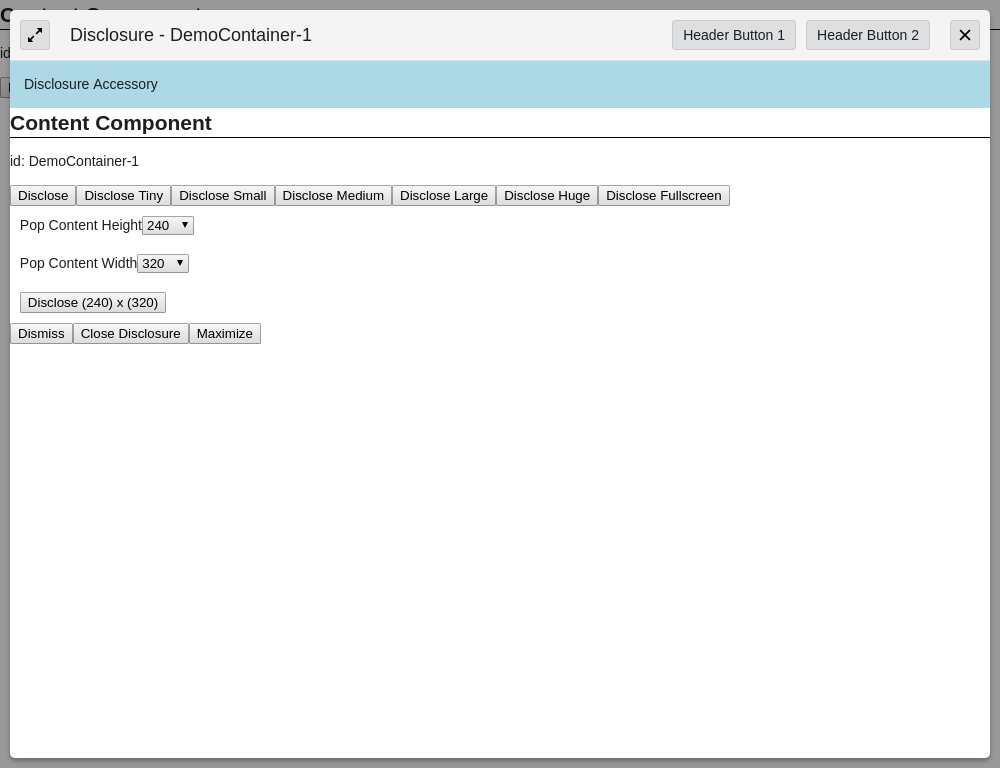 Disclosure - DemoContainer-1
Header Button 1
Header Button 2
Disclosure Accessory
Content Component
id: DemoContainer-1
Disclose
Disclose Tiny
Disclose Small
Disclose Medium
Disclose Large
Disclose Huge
Disclose Fullscreen
Pop Content Height 240
Pop Content Width 320
Disclose (240) x (320)
Dismiss
Close Disclosure
Maximize